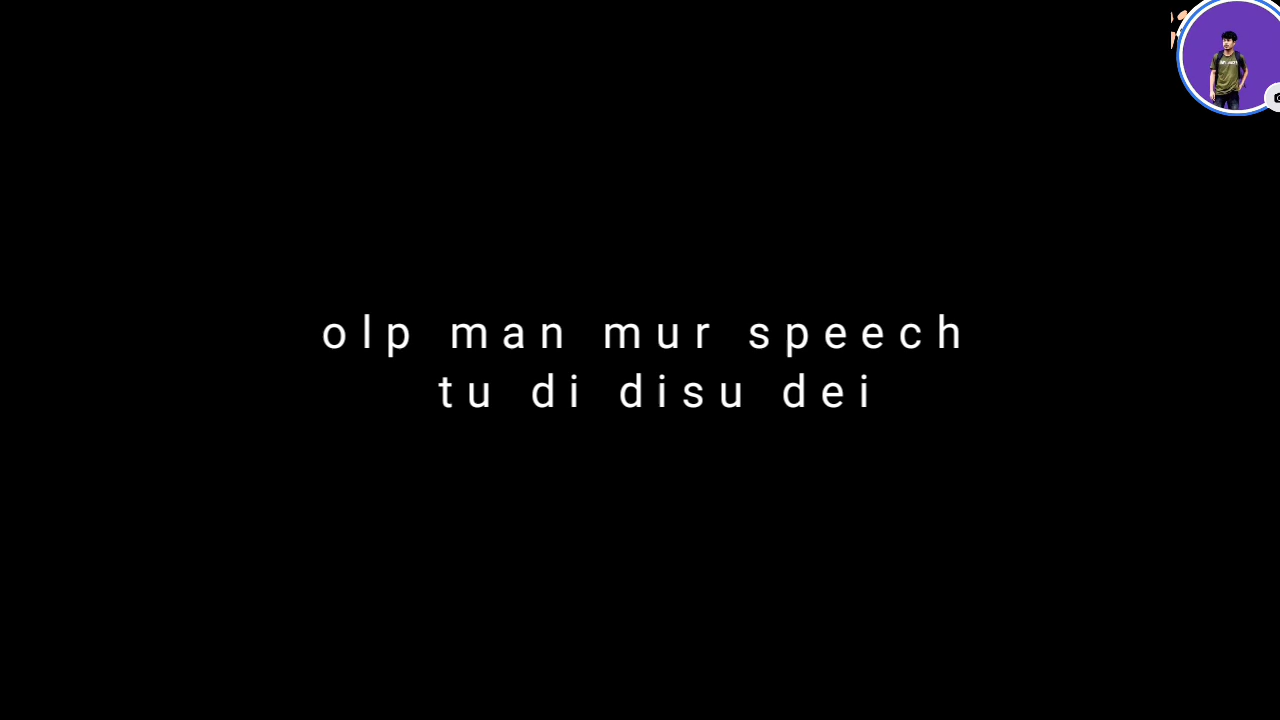 olp man mur speech
tu di disu dei